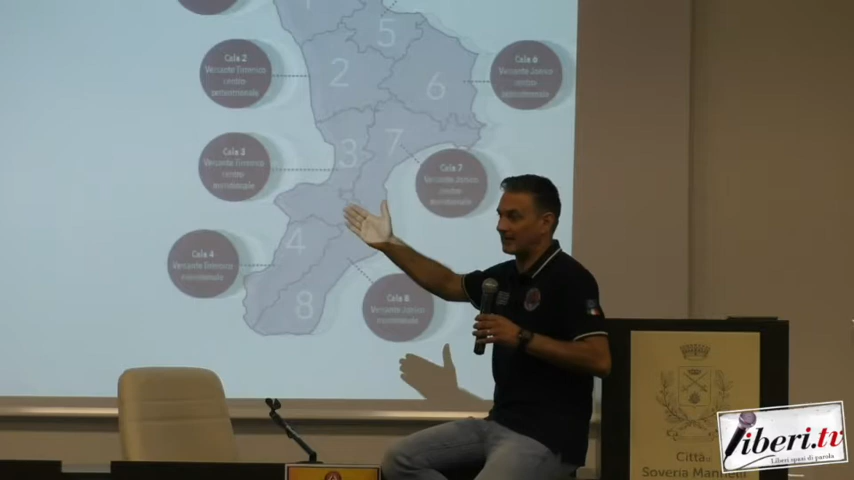 5
Cala 2
Versante Tirrenico
centro
settentrionale
2
6
Cala 6
Versante Jonico
centro
settentrionale
Cala 3
Versante Tirrenico
centro
meridionale
3
7
Cala 7
Versante Jonico
centro
meridionale
Cala 4
Versante Tirrenico
meridionale
4
8
Cala 8
Versante Jonico
meridionale
Città
Soveria Mannelli
liberi.tv
Liberi spazi di parola